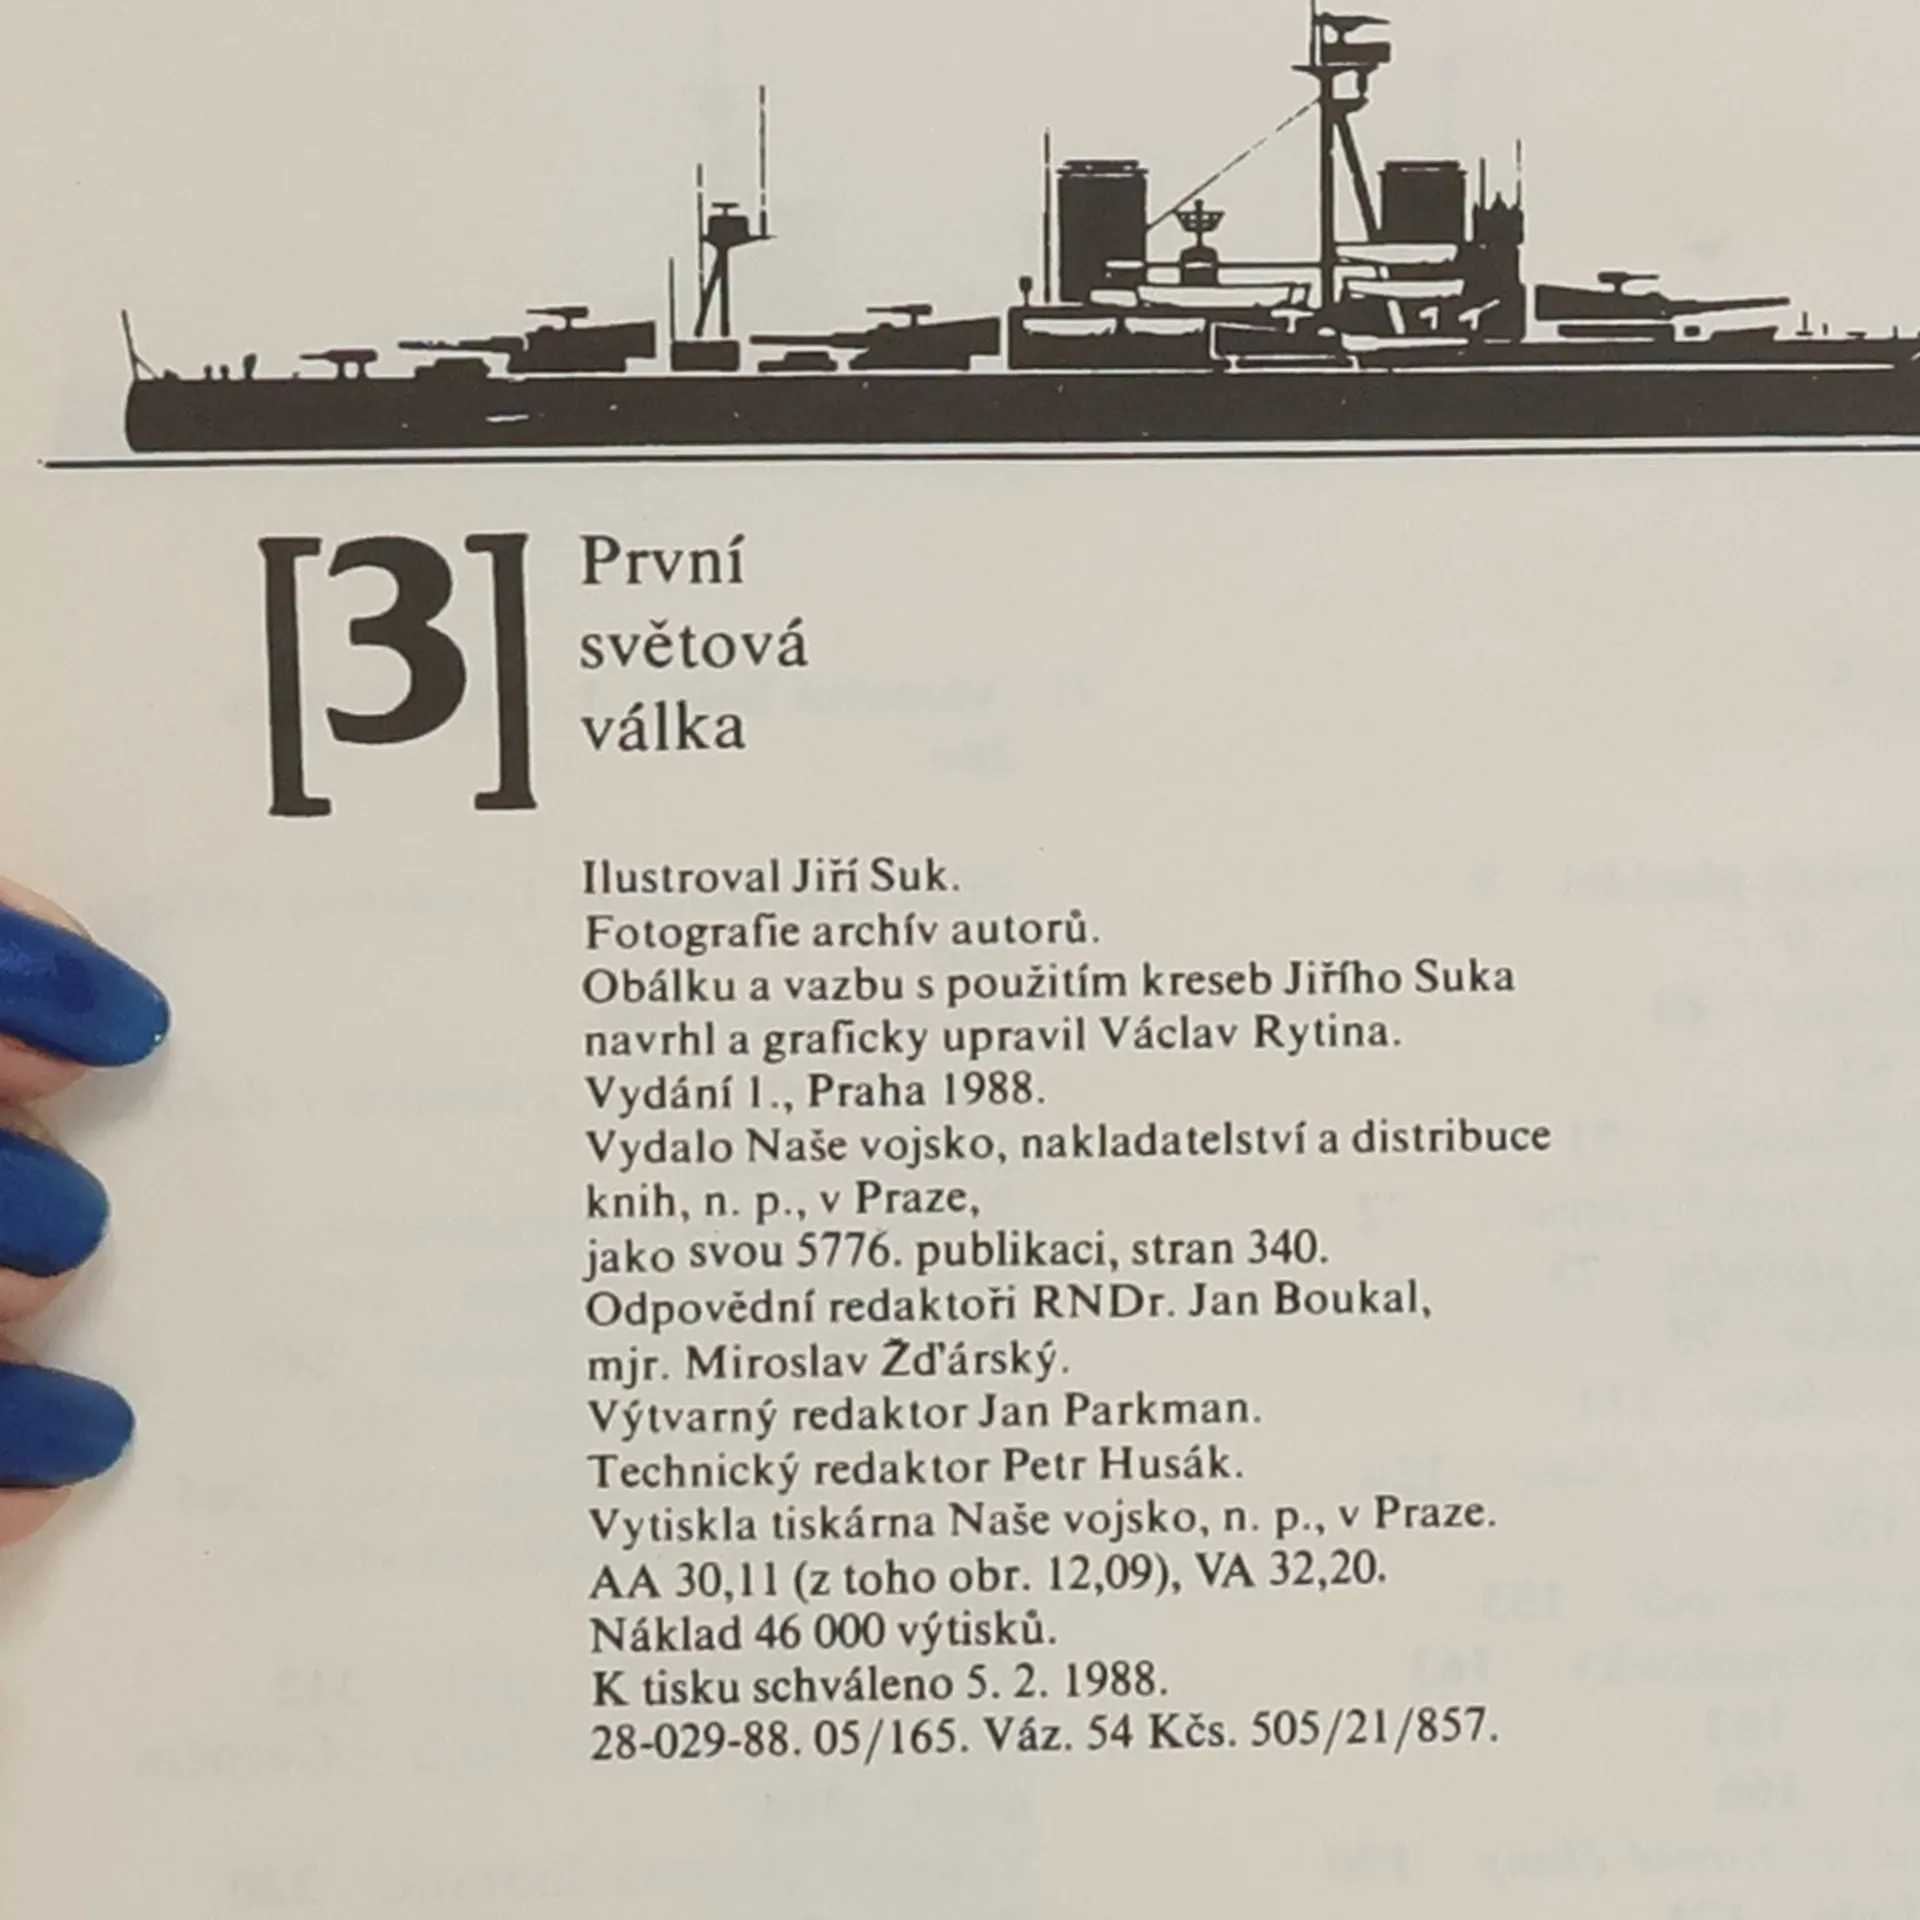 [3] První
světová
válka
Ilustroval Jiří Suk.
Fotografie archív autorů.
Obálku a vazbu s použitím kreseb Jiřího Suka
navrhl a graficky upravil Václav Rytina.
Vydání 1., Praha 1988.
Vydalo Naše vojsko, nakladatelství a distribuce
knih, n. p., v Praze,
jako svou 5776. publikaci, stran 340.
Odpovědní redaktoři RNDr. Jan Boukal,
mjr. Miroslav Žďárský.
Výtvarný redaktor Jan Parkman.
Technický redaktor Petr Husák.
Vytiskla tiskárna Naše vojsko, n. p., v Praze.
AA 30,11 (z toho obr. 12,09), VA 32,20.
Náklad 46 000 výtisků.
K tisku schváleno 5. 2. 1988.
28-029-88. 05/165. Váz. 54 Kčs. 505/21/857.